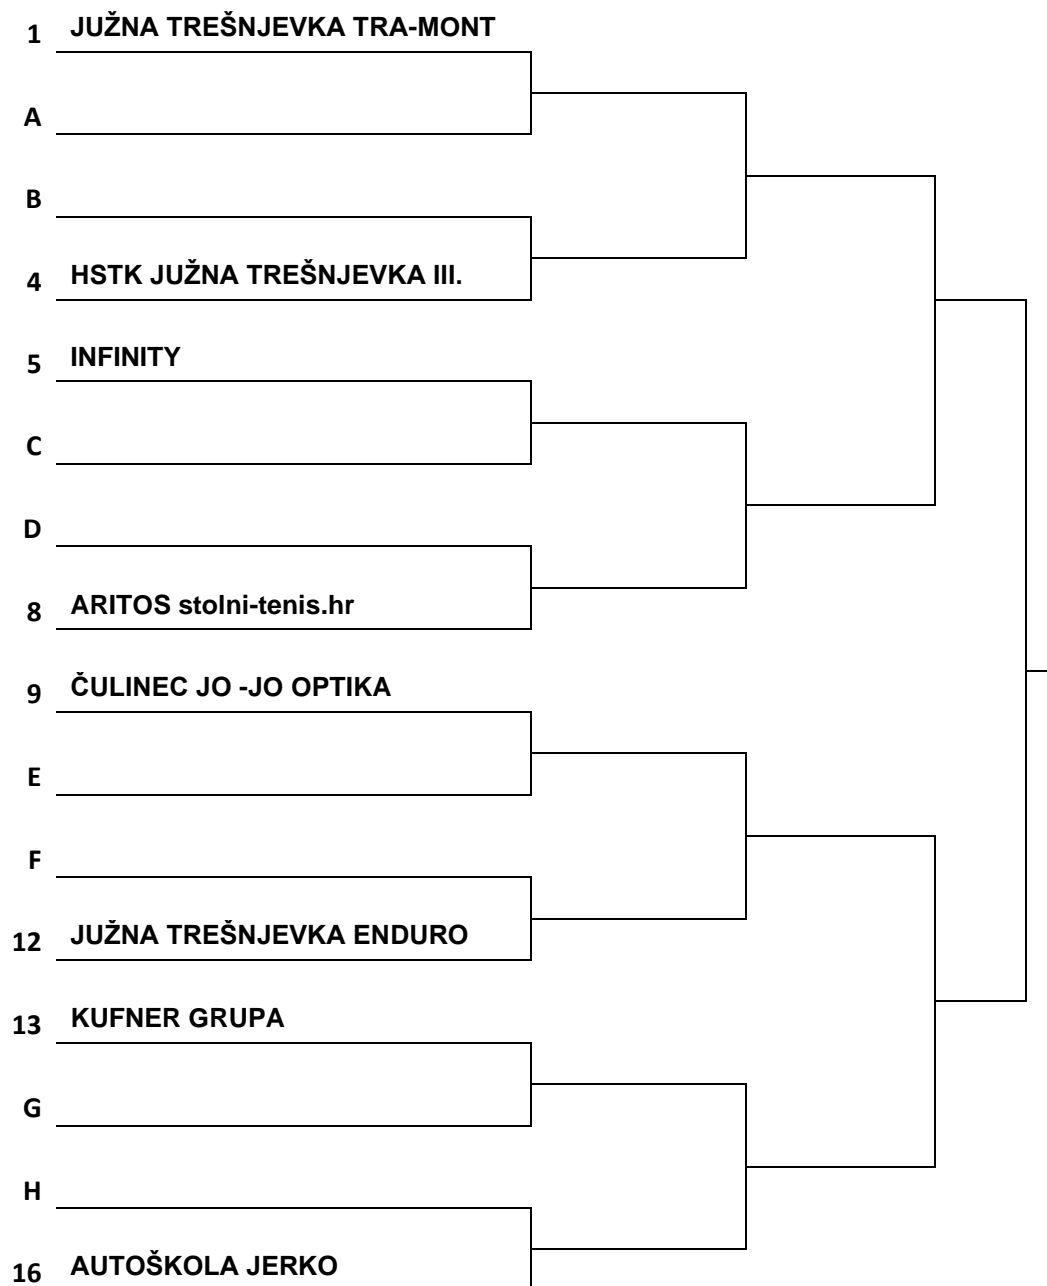 1 JUŽNA TREŠNJEVKA TRA-MONT
A
B
4 HSTK JUŽNA TREŠNJEVKA III.
5 INFINITY
C
D
8 ARITOS stolni-tenis.hr
9 ČULINEC JO -JO OPTIKA
E
F
12 JUŽNA TREŠNJEVKA ENDURO
13 KUFNER GRUPA
G
H
16 AUTOŠKOLA JERKO